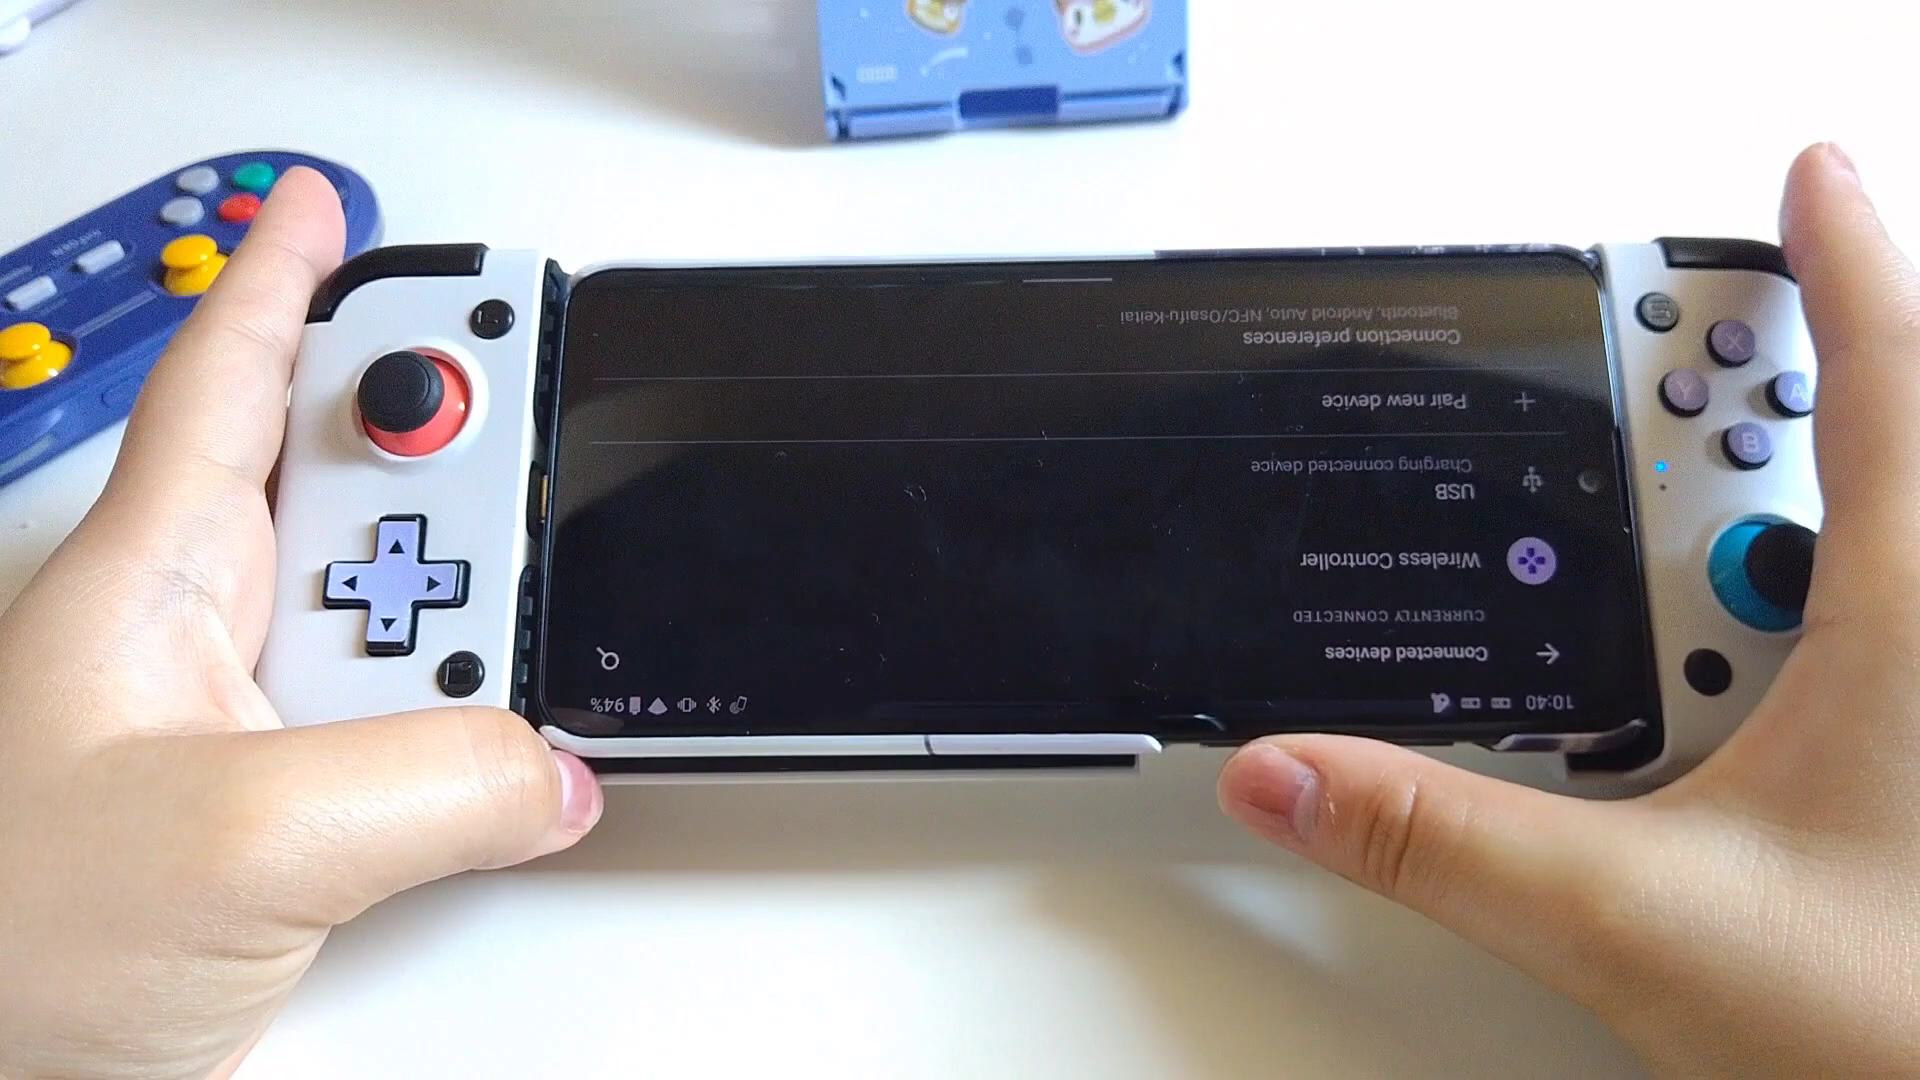 10:40
94%
Connected devices
CURRENTLY CONNECTED
Wireless Controller
USB
Charging connected device
Pair new device
Connection preferences
Bluetooth, Android Auto, NFC/Osaifu-Keitai
X
Y
A
B